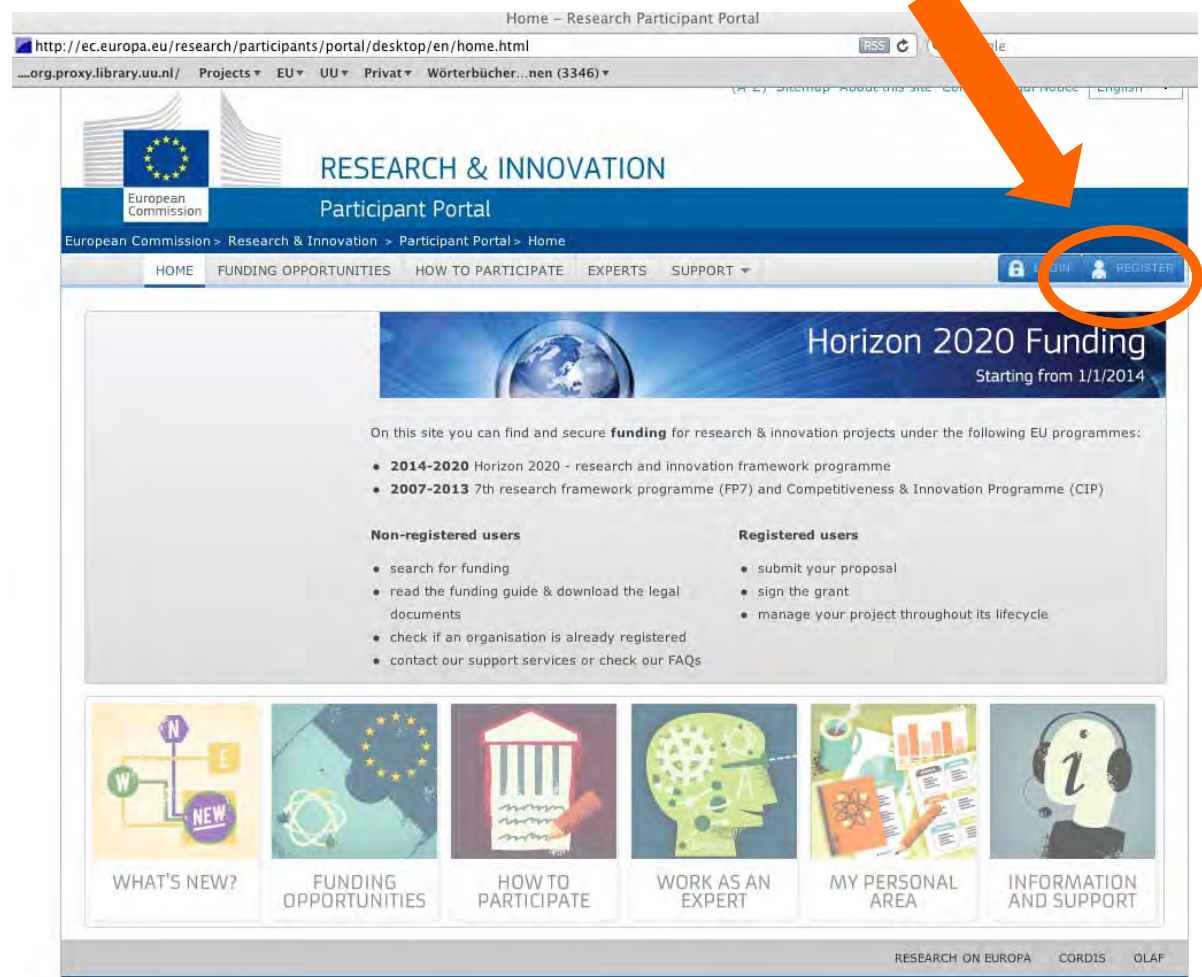 Home – Research Participant Portal
http://ec.europa.eu/research/participants/portal/desktop/en/home.html RSS
....org.proxy.library.uu.nl/ Projects EU UU Privat Wörterbücher...nen (3346)
Sitemap About this site Legal Notice English
European
Commission
RESEARCH & INNOVATION
Participant Portal
European Commission > Research & Innovation > Participant Portal > Home
HOME FUNDING OPPORTUNITIES HOW TO PARTICIPATE EXPERTS SUPPORT LOGIN REGISTER
Horizon 2020 Funding
Starting from 1/1/2014
On this site you can find and secure funding for research & innovation projects under the following EU programmes:
• 2014-2020 Horizon 2020 - research and innovation framework programme
• 2007-2013 7th research framework programme (FP7) and Competitiveness & Innovation Programme (CIP)
Non-registered users
• search for funding
• read the funding guide & download the legal
documents
• check if an organisation is already registered
• contact our support services or check our FAQs
Registered users
• submit your proposal
• sign the grant
• manage your project throughout its lifecycle
N
E
W
NEW
i
WHAT'S NEW?
FUNDING
OPPORTUNITIES
HOW TO
PARTICIPATE
WORK AS AN
EXPERT
MY PERSONAL
AREA
INFORMATION
AND SUPPORT
RESEARCH ON EUROPA CORDIS OLAF